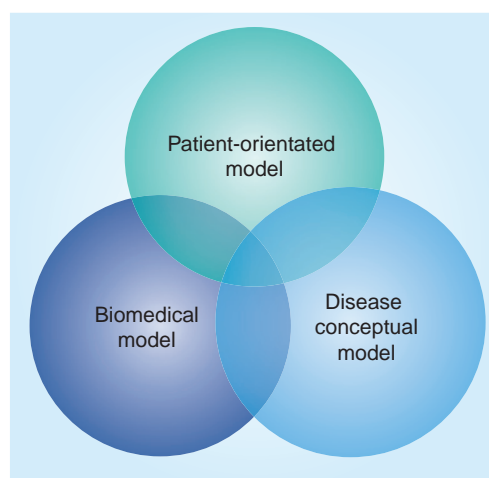 Patient-orientated
model
Biomedical
model
Disease
conceptual
model